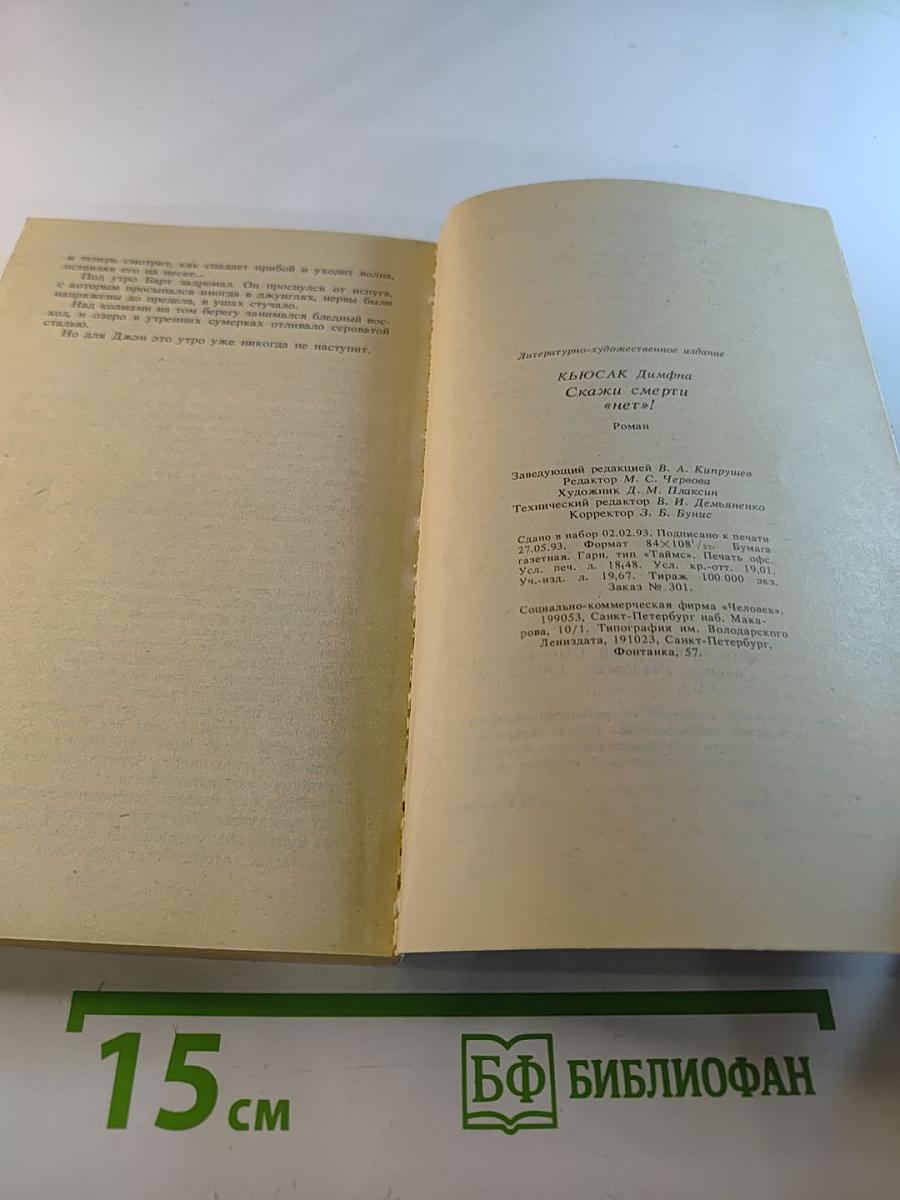 и теперь смотрит, как спадает прибой и уходит волна,
оставляя его на песке...
Под утро Барт задремал. Он проснулся от испуга,
с которым просыпался иногда в джунглях, нервы были
напряжены до предела, в ушах стучало.
Над холмами на том берегу занимался бледный вос-
ход, и озеро в утренних сумерках отливало сероватой
сталью.
Но для Джэн это утро уже никогда не наступит.
Литературно-художественное издание
КЬЮСАК Димфна
Скажи смерти
«нет»!
Роман
Заведующий редакцией В. А. Кипрушев
Редактор М. С. Червова
Художник Д. М. Плаксин
Технический редактор В. И. Демьяненко
Корректор З. Б. Бунис
Сдано в набор 02.02.93. Подписано к печати
27.05.93. Формат 84×108¹/₃₂. Бумага
газетная. Гарн. тип «Таймс». Печать офс.
Усл. печ. л. 18,48. Усл. кр.-отт. 19,01.
Уч.-изд. л. 19,67. Тираж 100 000 экз.
Заказ № 301.
Социально-коммерческая фирма «Человек»,
199053, Санкт-Петербург наб. Мака-
рова, 10/1. Типография им. Володарского
Лениздата, 191023, Санкт-Петербург,
Фонтанка, 57.
15 см
БФ БИБЛИОФАН